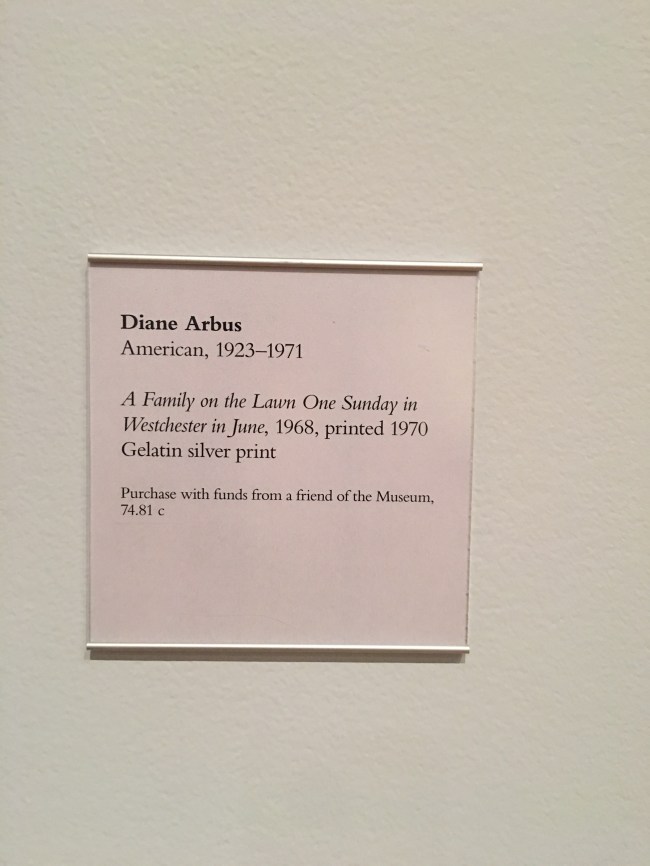 Diane Arbus
American, 1923–1971
A Family on the Lawn One Sunday in
Westchester in June, 1968, printed 1970
Gelatin silver print
Purchase with funds from a friend of the Museum,
74.81 c